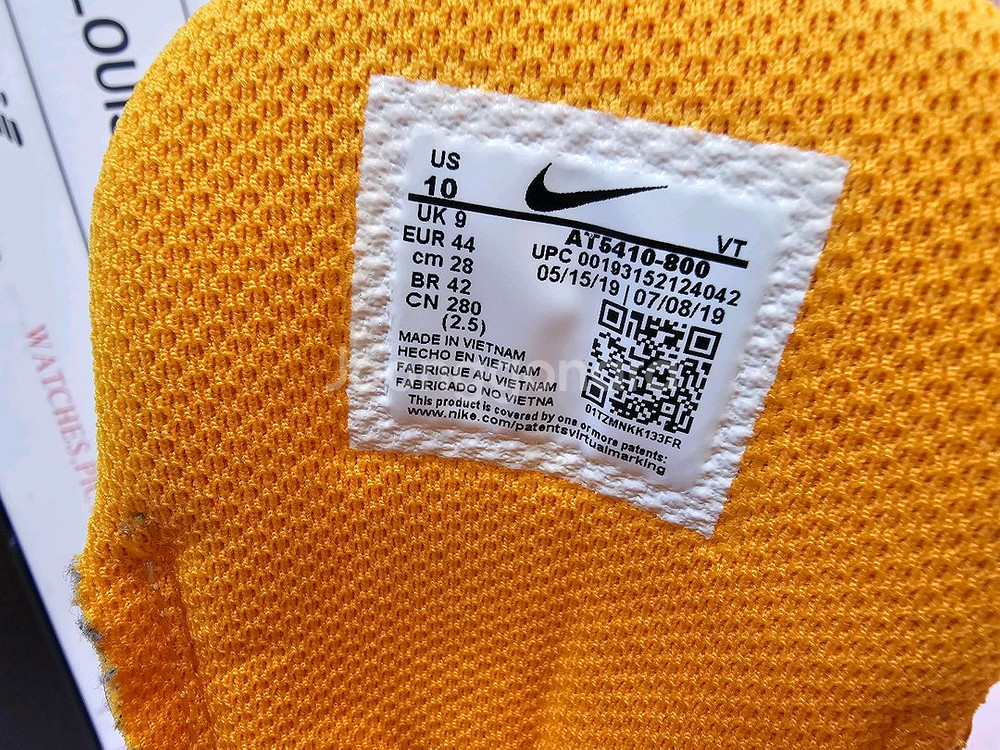 US
10
UK 9
EUR 44
cm 28
BR 42
CN 280
(2.5)
VT
AT5410-800
UPC 00193152124042
05/15/19 | 07/08/19
MADE IN VIETNAM
HECHO EN VIETNAM
FABRIQUE AU VIETNAM
FABRICADO NO VIETNA
01TZMNKK133FR
This product is covered by one or more patents:
www.nike.com/patentsvirtualmarking
WATCHES